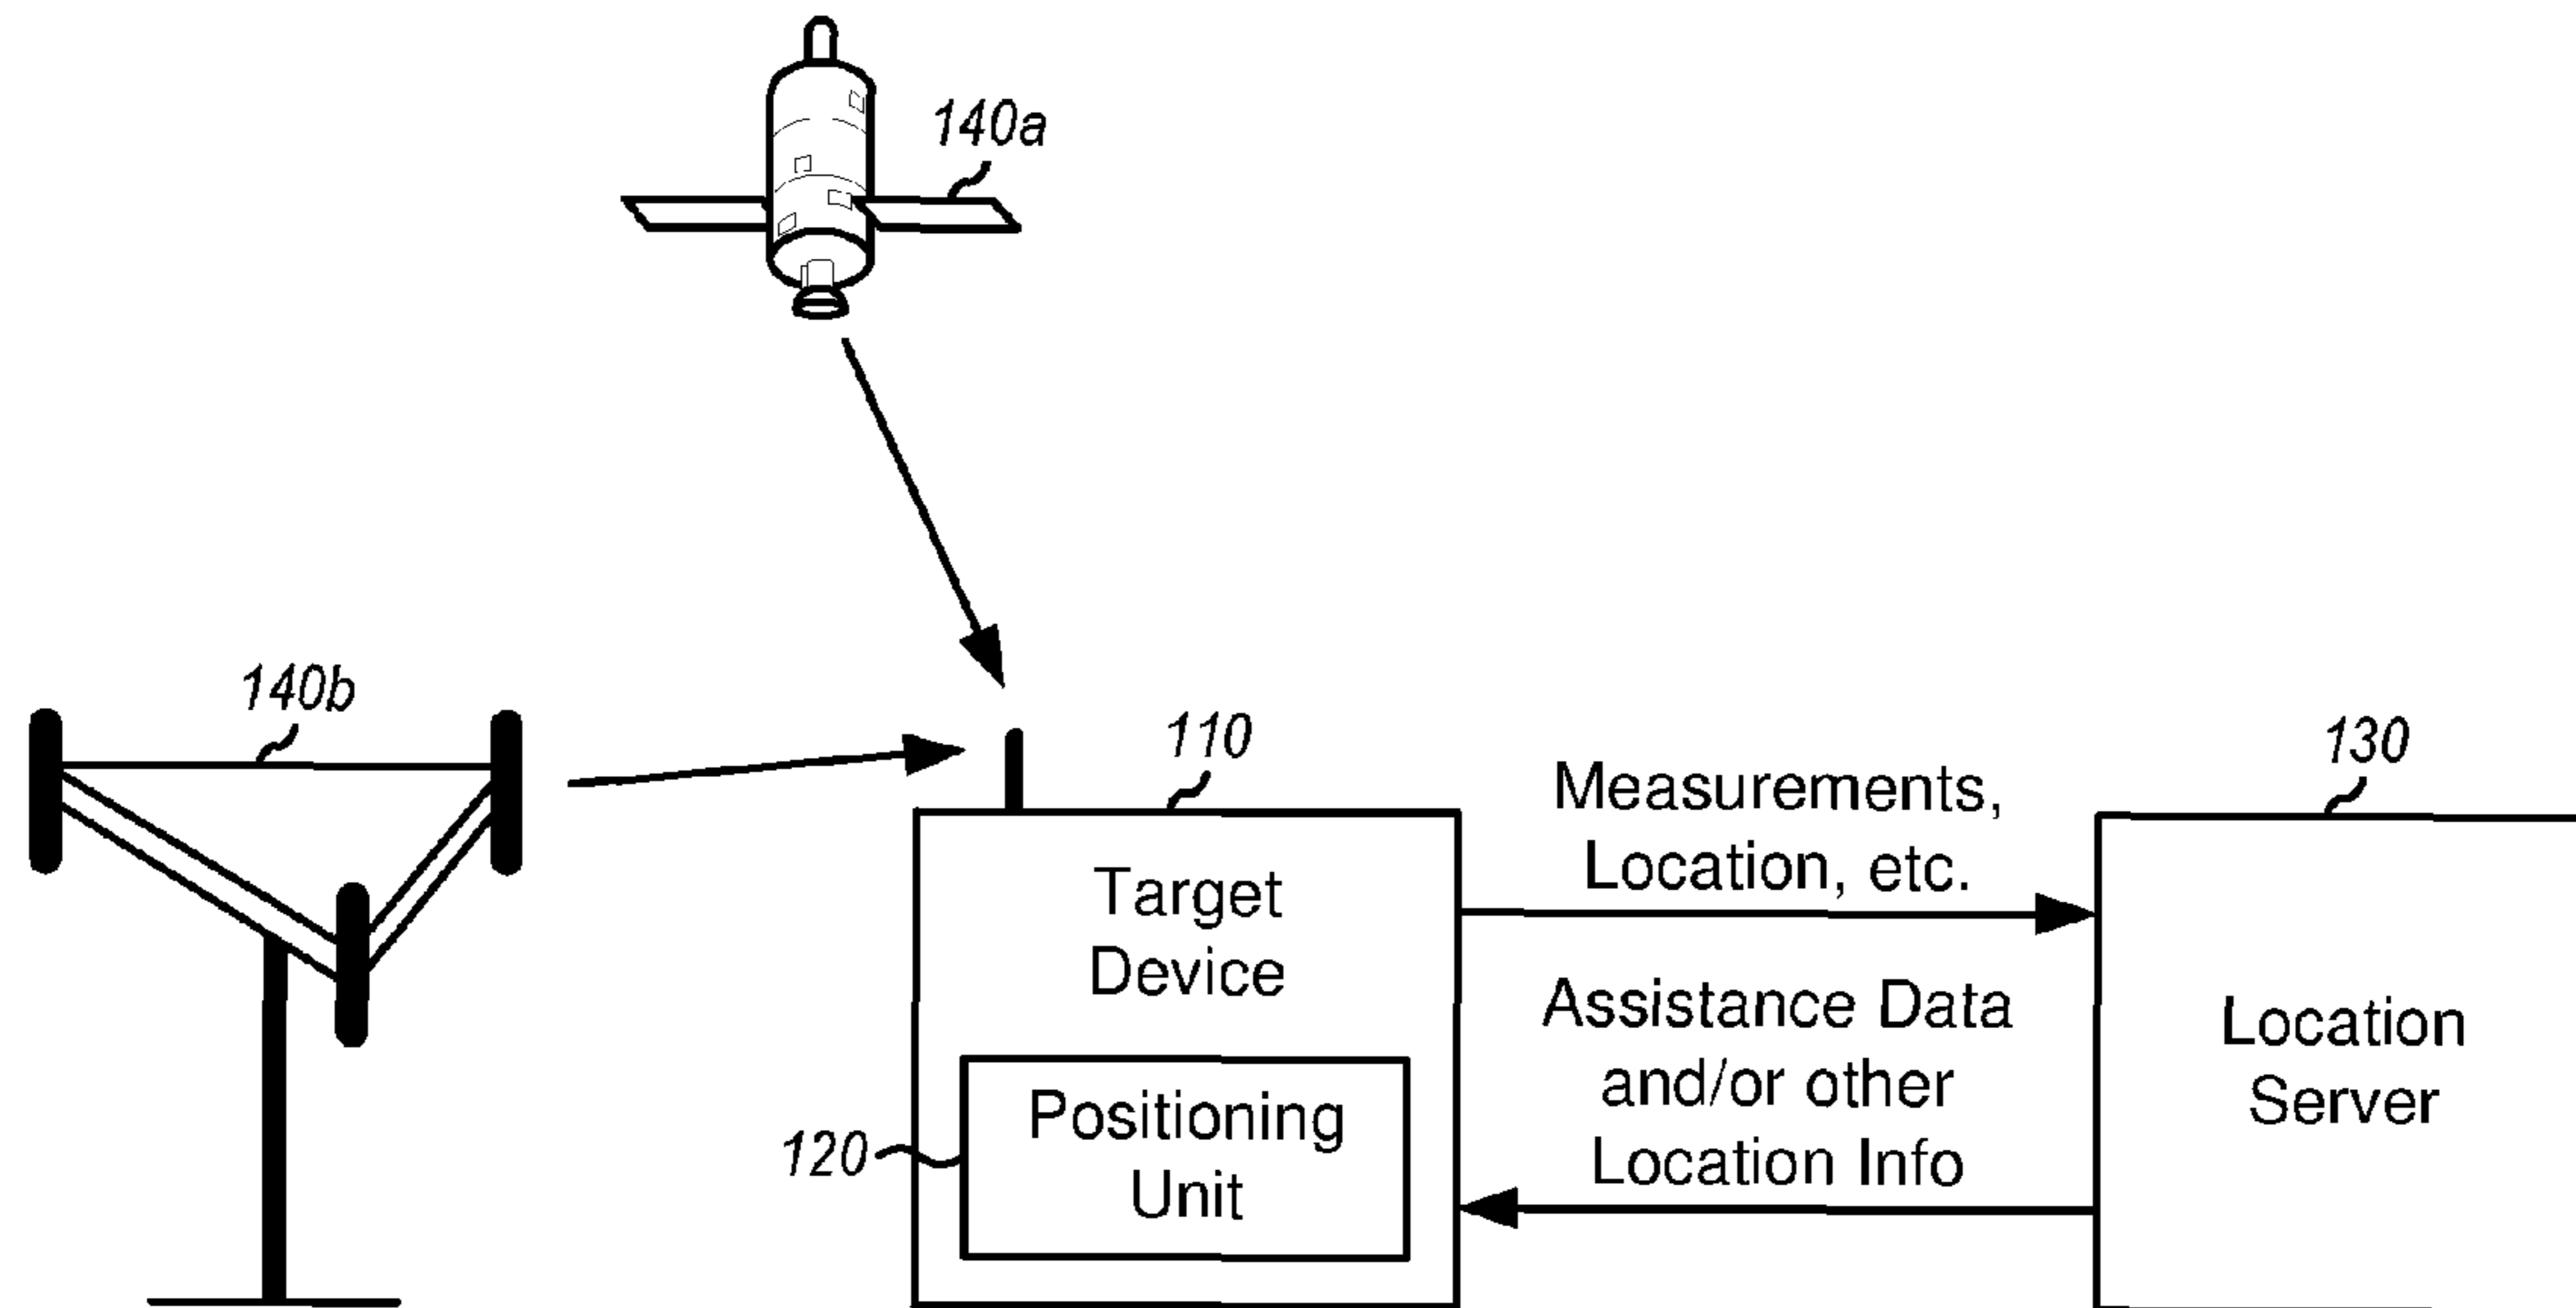 140a
140b
110
130
Measurements,
Location, etc.
Target
Device
Assistance Data
and/or other
Location Info
Location
Server
120
Positioning
Unit